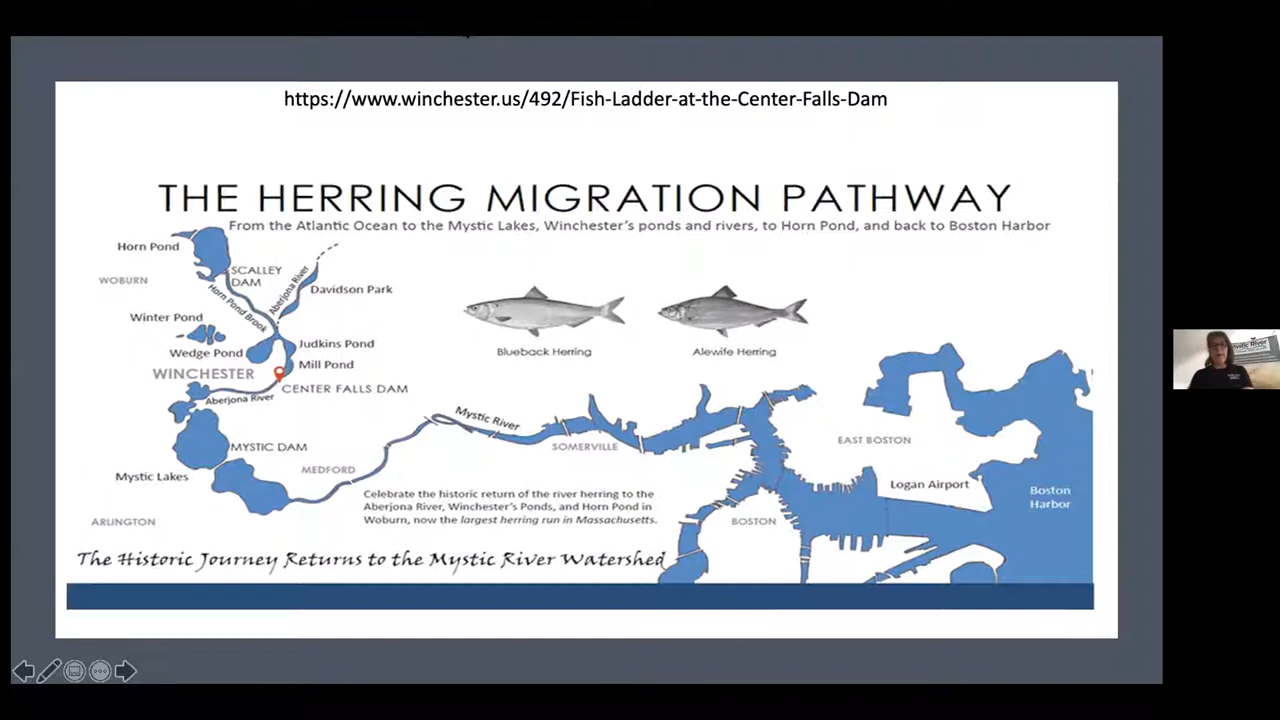 https://www.winchester.us/492/Fish-Ladder-at-the-Center-Falls-Dam
THE HERRING MIGRATION PATHWAY
From the Atlantic Ocean to the Mystic Lakes, Winchester's ponds and rivers, to Horn Pond, and back to Boston Harbor
Horn Pond
WOBURN
SCALLEY
DAM
Horn Pond Brook
Aberjona River
Davidson Park
Winter Pond
Wedge Pond
Judkins Pond
Mill Pond
WINCHESTER
CENTER FALLS DAM
Aberjona River
MYSTIC DAM
Mystic Lakes
ARLINGTON
MEDFORD
Blueback Herring
Alewife Herring
Mystic River
SOMERVILLE
EAST BOSTON
Logan Airport
Boston
Harbor
BOSTON
Celebrate the historic return of the river herring to the
Aberjona River, Winchester's Ponds, and Horn Pond in
Woburn, now the largest herring run in Massachusetts.
The Historic Journey Returns to the Mystic River Watershed